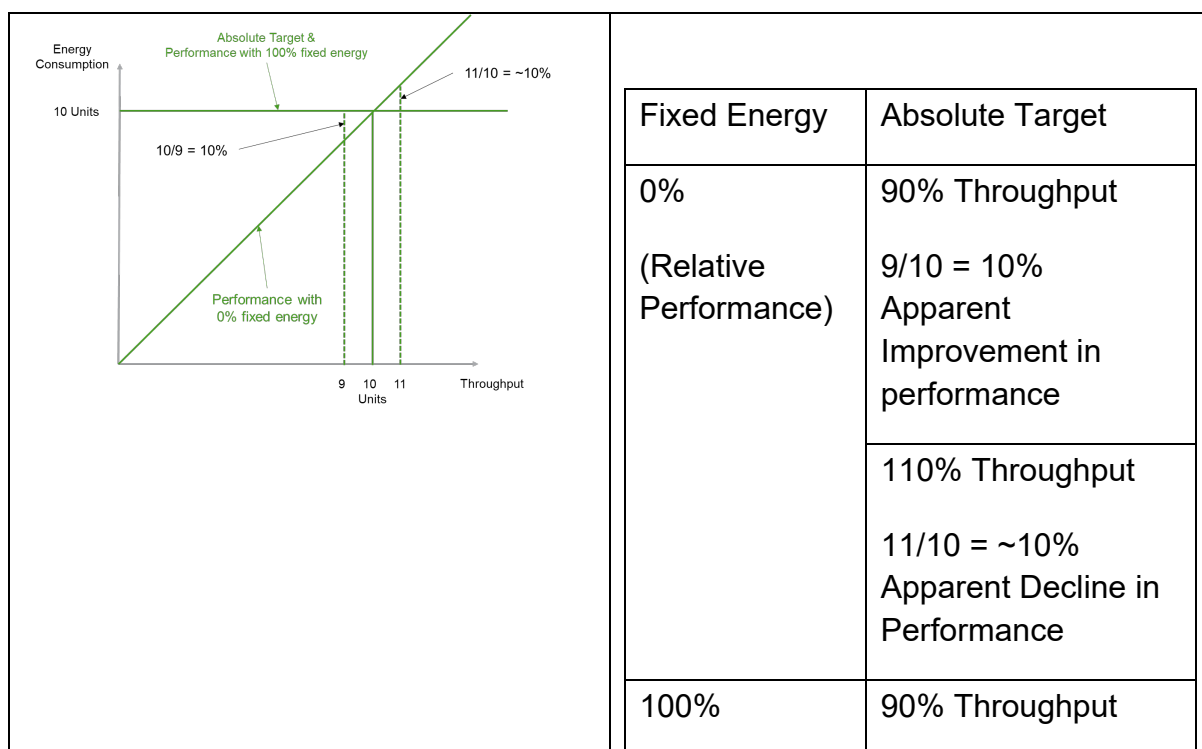 Absolute Target &
Performance with 100% fixed energy
Energy
Consumption
11/10 = ~10%
10 Units
10/9 = 10%
Performance with
0% fixed energy
9
10
11
Units
Throughput
Fixed Energy
Absolute Target
0%
(Relative
Performance)
90% Throughput
9/10 = 10%
Apparent
Improvement in
performance
110% Throughput
11/10 = ~10%
Apparent Decline in
Performance
100%
90% Throughput